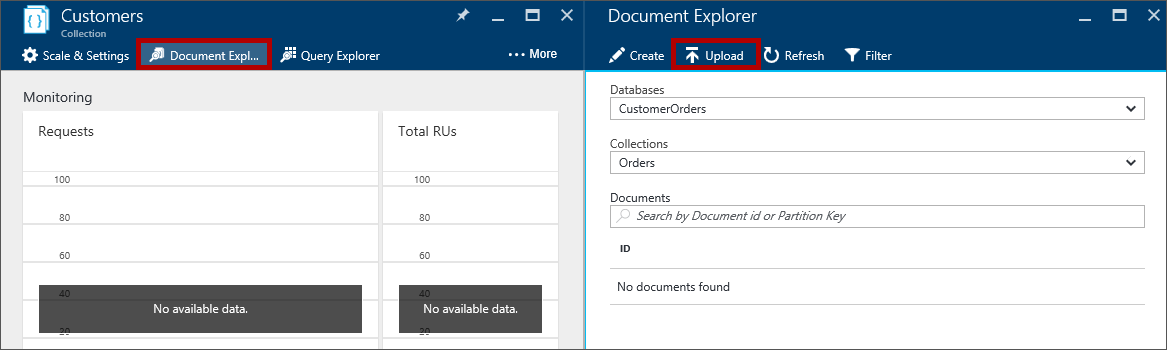 Customers
Collection
Scale & Settings
Document Expl...
Query Explorer
··· More
Monitoring
Requests
100
80
60
40
20
No available data.
Total RUs
100
80
60
40
20
No available data.
Document Explorer
Create
Upload
Refresh
Filter
Databases
CustomerOrders
Collections
Orders
Documents
Search by Document id or Partition Key
ID
No documents found